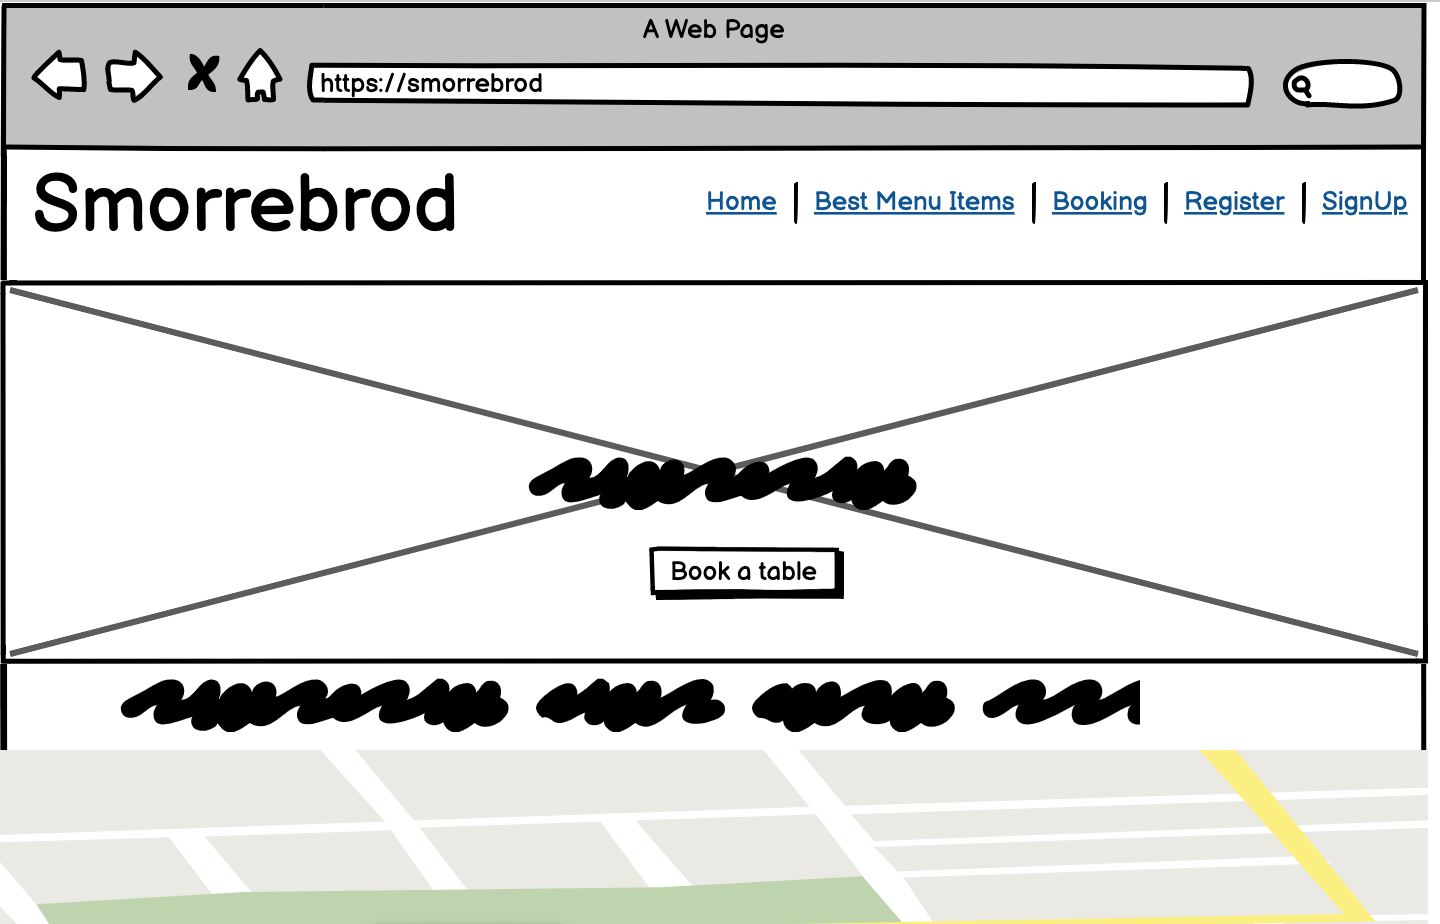 A Web Page
https://smorrebrod
Smorrebrod
Home Best Menu Items Booking Register SignUp
Book a table